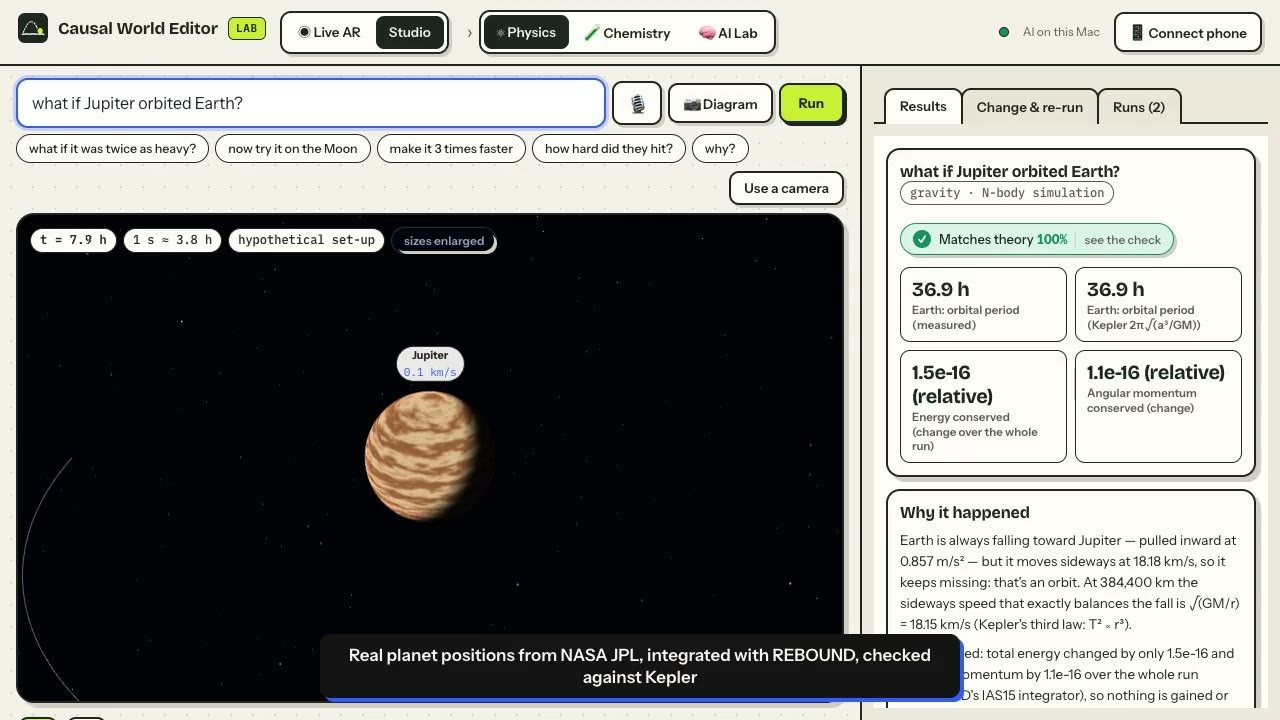 Causal World Editor LAB Live AR Studio › Physics Chemistry AI Lab AI on this Mac Connect phone
what if Jupiter orbited Earth? Diagram Run
what if it was twice as heavy? now try it on the Moon make it 3 times faster how hard did they hit? why?
Use a camera
t = 7.9 h 1 s ≈ 3.8 h hypothetical set-up sizes enlarged
Jupiter
0.1 km/s
Results Change & re-run Runs (2)
what if Jupiter orbited Earth?
gravity · N-body simulation
Matches theory 100% see the check
36.9 h
Earth: orbital period
(measured)
36.9 h
Earth: orbital period
(Kepler 2π√(a³/GM))
1.5e-16
(relative)
Energy conserved
(change over the whole
run)
1.1e-16 (relative)
Angular momentum
conserved (change)
Why it happened
Earth is always falling toward Jupiter — pulled inward at
0.857 m/s² — but it moves sideways at 18.18 km/s, so it
keeps missing: that's an orbit. At 384,400 km the
sideways speed that exactly balances the fall is √(GM/r)
= 18.15 km/s (Kepler's third law: T² ∝ r³).
ed: total energy changed by only 1.5e-16 and
omentum by 1.1e-16 over the whole run
D's IAS15 integrator), so nothing is gained or
Real planet positions from NASA JPL, integrated with REBOUND, checked
against Kepler